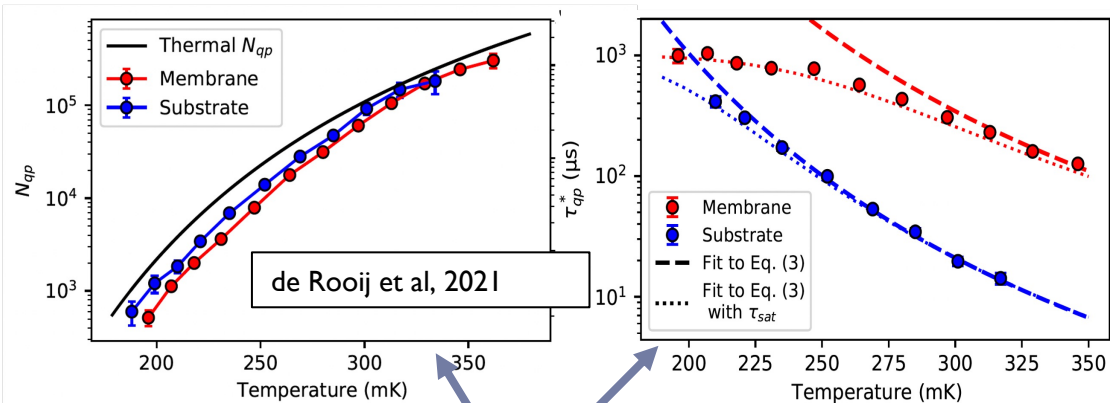 Thermal N_qp
Membrane
Substrate
10^5
10^4
10^3
N_qp
200
250
300
350
Temperature (mK)
de Rooij et al, 2021
τ*_qp (μs)
10^3
10^2
10^1
Membrane
Substrate
Fit to Eq. (3)
Fit to Eq. (3)
with τ_sat
200
225
250
275
300
325
350
Temperature (mK)